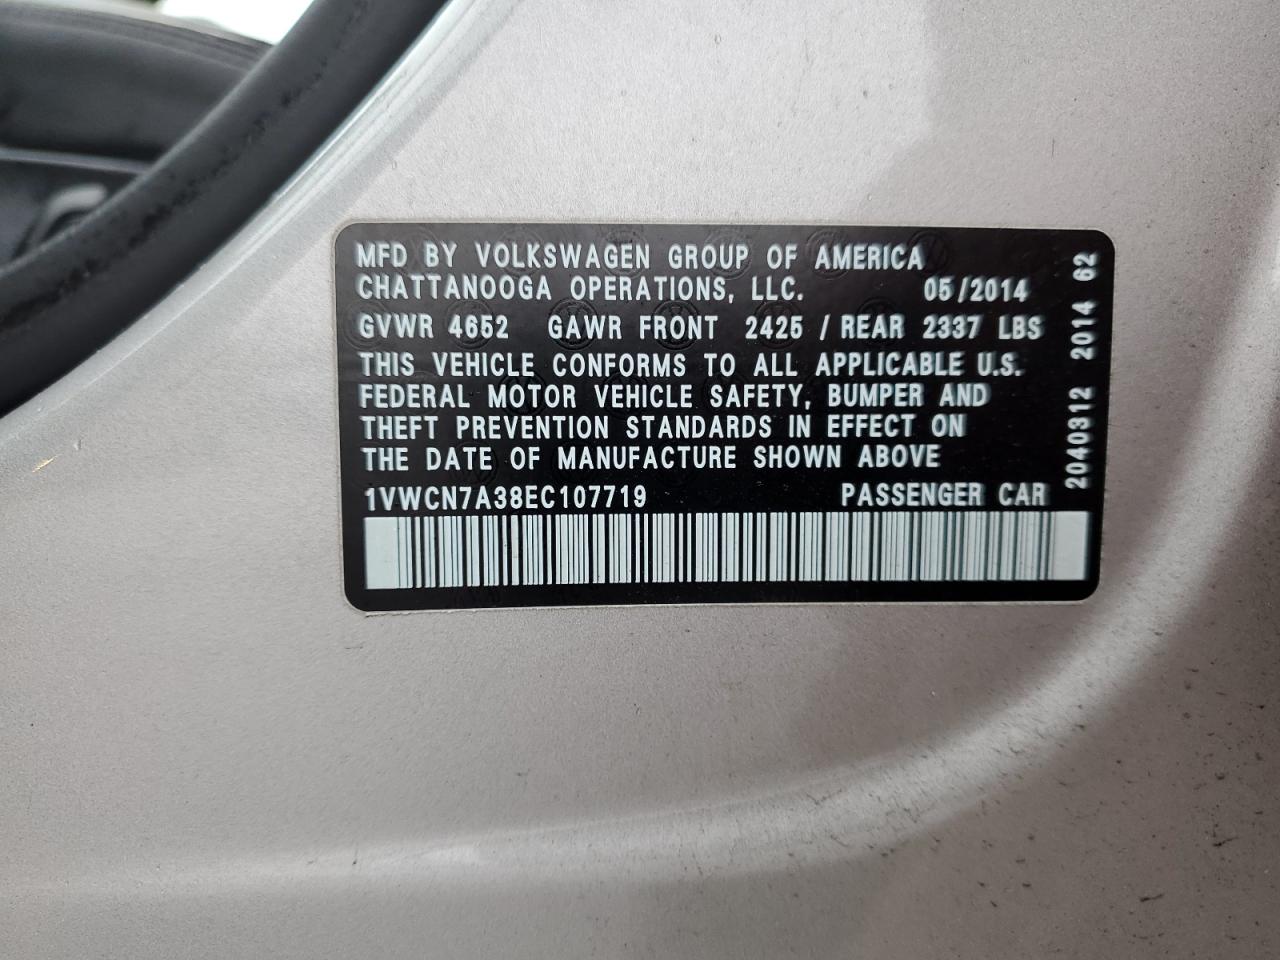 MFD BY VOLKSWAGEN GROUP OF AMERICA
CHATTANOOGA OPERATIONS, LLC. 05/2014
GVWR 4652 GAWR FRONT 2425 / REAR 2337 LBS
THIS VEHICLE CONFORMS TO ALL APPLICABLE U.S.
FEDERAL MOTOR VEHICLE SAFETY, BUMPER AND
THEFT PREVENTION STANDARDS IN EFFECT ON
THE DATE OF MANUFACTURE SHOWN ABOVE
1VWCN7A38EC107719 PASSENGER CAR
2040312 2014 62